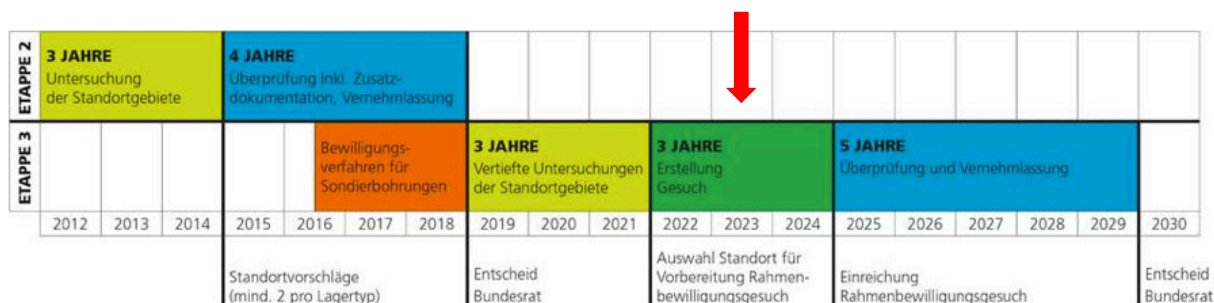 ETAPPE 2
3 JAHRE
Untersuchung
der Standortgebiete
4 JAHRE
Überprüfung inkl. Zusatz-
dokumentation, Vernehmlassung
ETAPPE 3
Bewilligungs-
verfahren für
Sondierbohrungen
3 JAHRE
Vertiefte Untersuchungen
der Standortgebiete
3 JAHRE
Erstellung
Gesuch
5 JAHRE
Überprüfung und Vernehmlassung
2012 2013 2014 2015 2016 2017 2018 2019 2020 2021 2022 2023 2024 2025 2026 2027 2028 2029 2030
Standortvorschläge
(mind. 2 pro Lagertyp)
Entscheid
Bundesrat
Auswahl Standort für
Vorbereitung Rahmen-
bewilligungsgesuch
Einreichung
Rahmenbewilligungsgesuch
Entscheid
Bundesrat